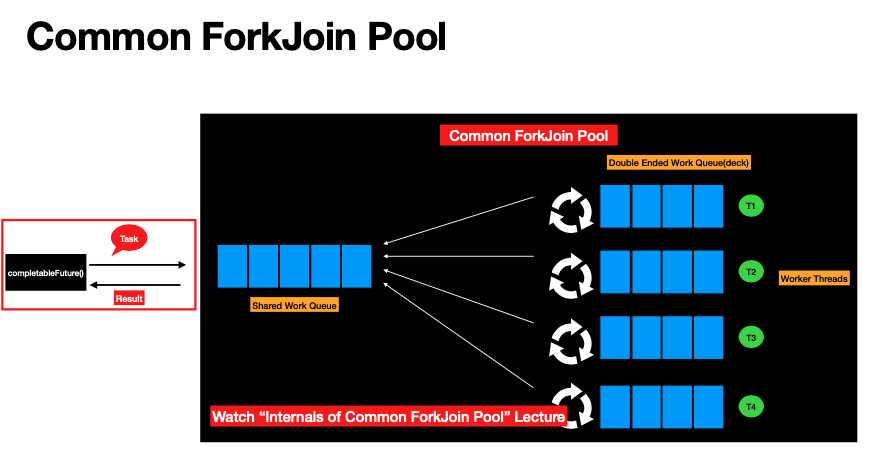 Common ForkJoin Pool
Common ForkJoin Pool
Double Ended Work Queue(deck)
T1
Task
completableFuture()
T2
Worker Threads
Result
Shared Work Queue
T3
Watch “Internals of Common ForkJoin Pool” Lecture
T4